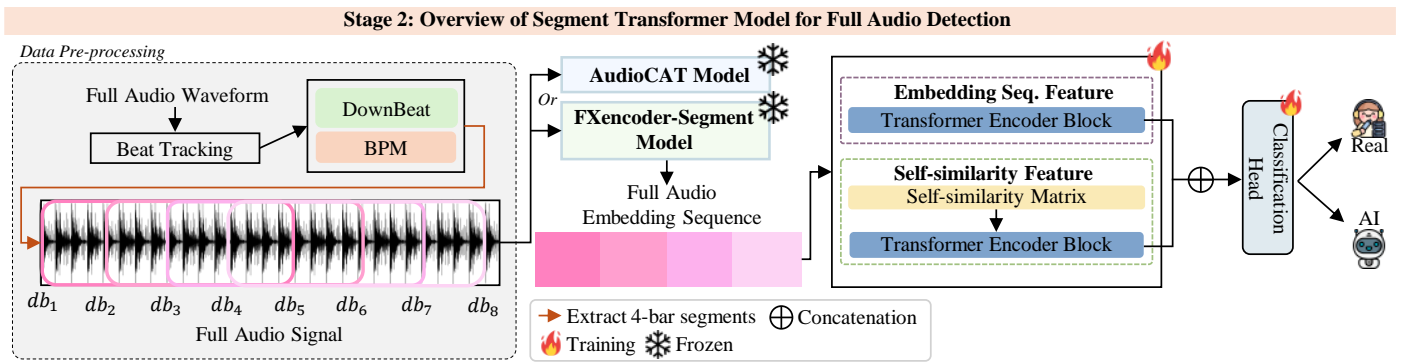 Stage 2: Overview of Segment Transformer Model for Full Audio Detection
Data Pre-processing
Full Audio Waveform
Beat Tracking
DownBeat
BPM
db1 db2 db3 db4 db5 db6 db7 db8
Full Audio Signal
AudioCAT Model
Or
FXencoder-Segment
Model
Full Audio
Embedding Sequence
Embedding Seq. Feature
Transformer Encoder Block
Self-similarity Feature
Self-similarity Matrix
Transformer Encoder Block
Classification
Head
Real
AI
Extract 4-bar segments
Concatenation
Training
Frozen